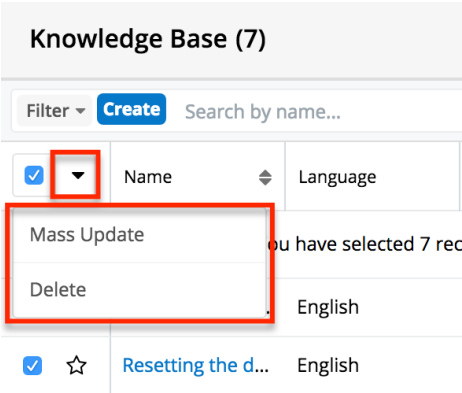 Knowledge Base (7)
Filter Create Search by name...
Name Language
Mass Update
you have selected 7 rec
Delete
English
Resetting the d... English